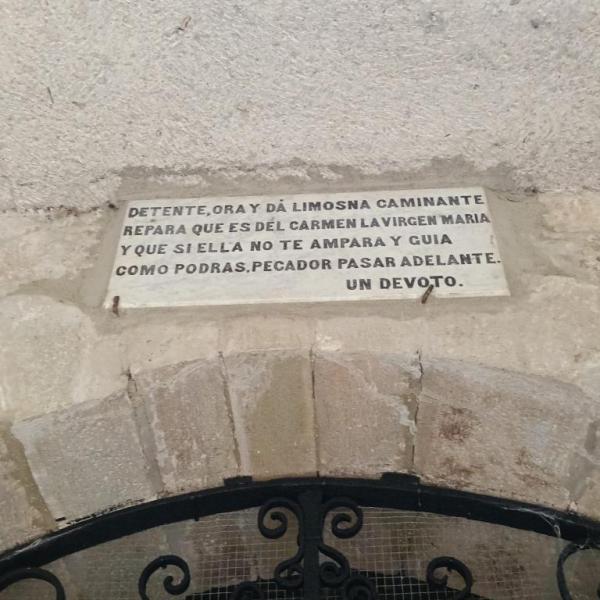 DETENTE, ORA Y DÁ LIMOSNA CAMINANTE
REPARA QUE ES DEL CARMEN LA VIRGEN MARIA
Y QUE SI ELLA NO TE AMPARA Y GUIA
COMO PODRAS, PECADOR PASAR ADELANTE.
UN DEVOTO.